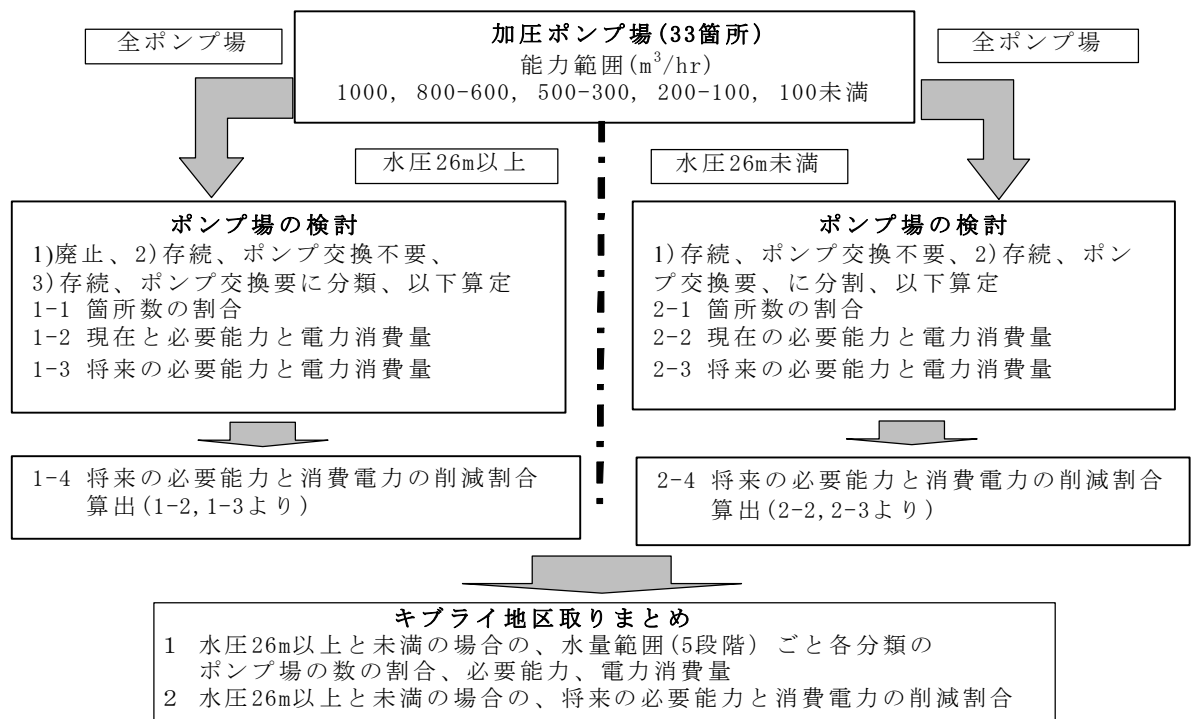 全ポンプ場
加圧ポンプ場(33箇所)
能力範囲(m³/hr)
1000, 800-600, 500-300, 200-100, 100未満
全ポンプ場
水圧26m以上
水圧26m未満
ポンプ場の検討
1)廃止、2)存続、ポンプ交換不要、
3)存続、ポンプ交換要に分類、以下算定
1-1 箇所数の割合
1-2 現在と必要能力と電力消費量
1-3 将来の必要能力と電力消費量
ポンプ場の検討
1)存続、ポンプ交換不要、2)存続、ポン
プ交換要、に分割、以下算定
2-1 箇所数の割合
2-2 現在の必要能力と電力消費量
2-3 将来の必要能力と電力消費量
1-4 将来の必要能力と消費電力の削減割合
算出(1-2,1-3より)
2-4 将来の必要能力と消費電力の削減割合
算出(2-2,2-3より)
キブライ地区取りまとめ
1 水圧26m以上と未満の場合の、水量範囲(5段階) ごと各分類の
ポンプ場の数の割合、必要能力、電力消費量
2 水圧26m以上と未満の場合の、将来の必要能力と消費電力の削減割合